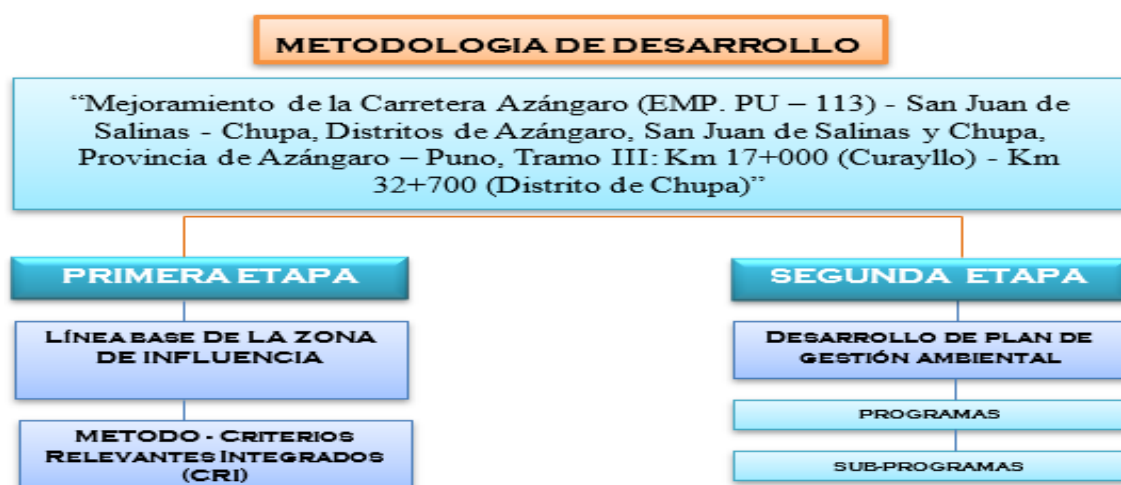 METODOLOGIA DE DESARROLLO
“Mejoramiento de la Carretera Azángaro (EMP. PU – 113) - San Juan de
Salinas - Chupa, Distritos de Azángaro, San Juan de Salinas y Chupa,
Provincia de Azángaro – Puno, Tramo III: Km 17+000 (Curayllo) - Km
32+700 (Distrito de Chupa)”
PRIMERA ETAPA
LÍNEA BASE DE LA ZONA
DE INFLUENCIA
METODO - CRITERIOS
RELEVANTES INTEGRADOS
(CRI)
SEGUNDA ETAPA
DESARROLLO DE PLAN DE
GESTIÓN AMBIENTAL
PROGRAMAS
SUB-PROGRAMAS